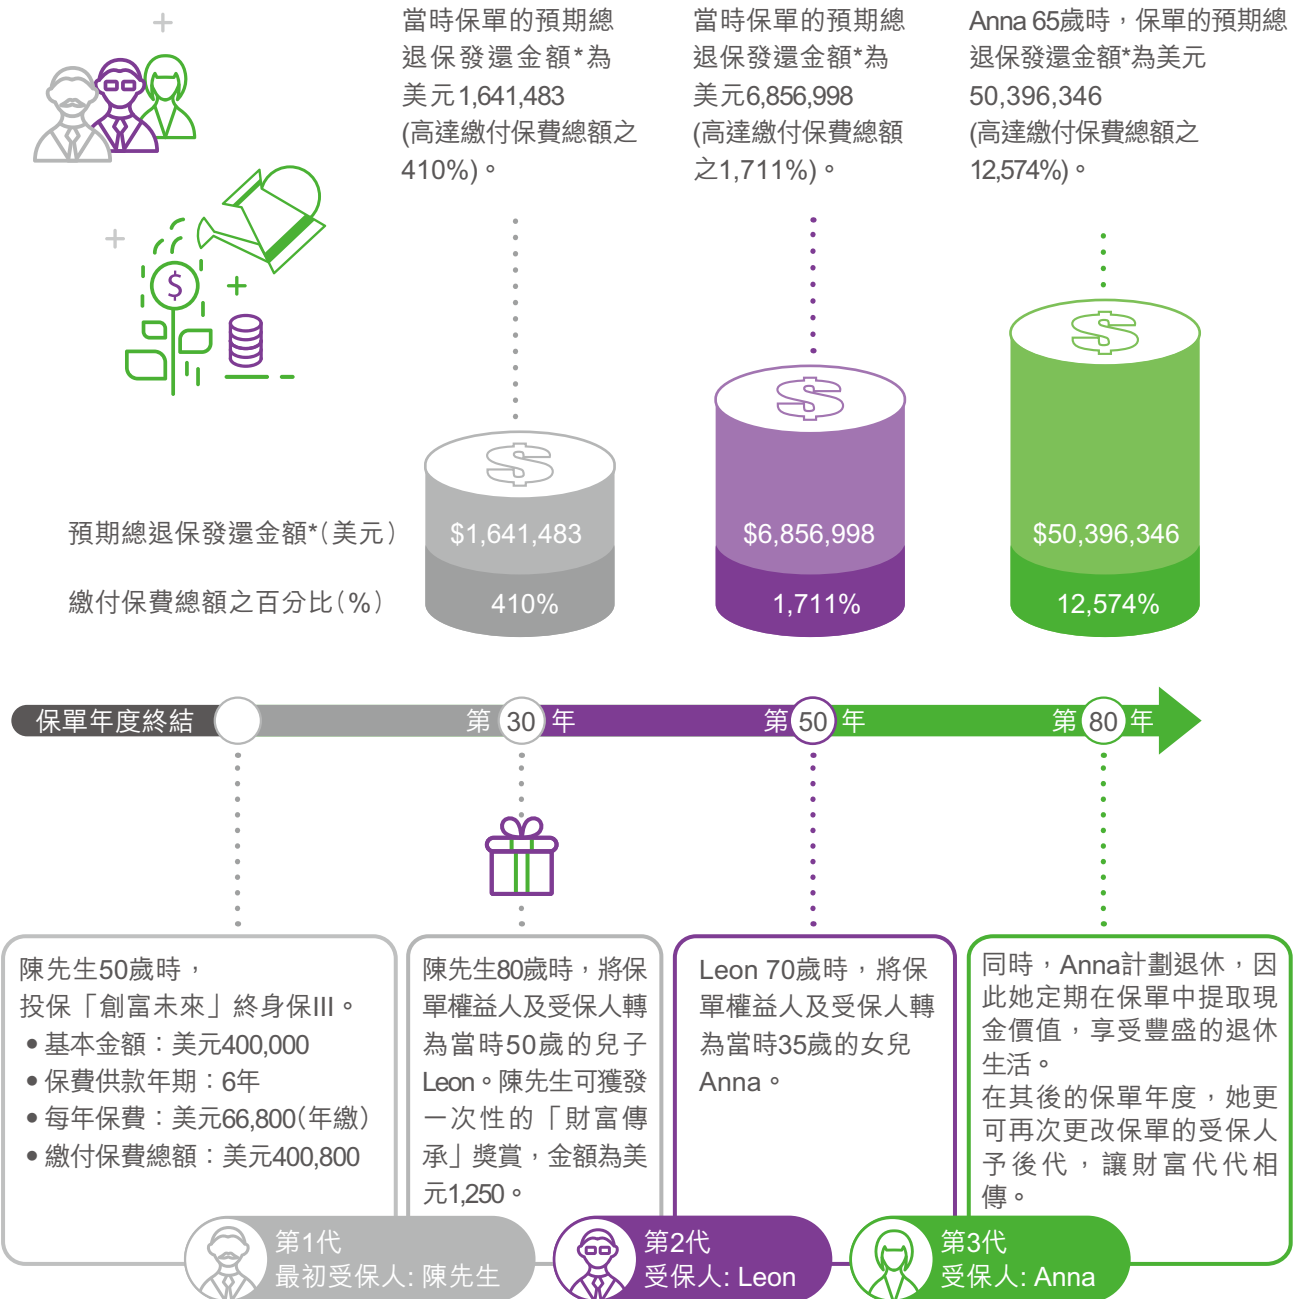 當時保單的預期總
退保發還金額*為
美元1,641,483
(高達繳付保費總額之
410%)。
當時保單的預期總
退保發還金額*為
美元6,856,998
(高達繳付保費總額
之1,711%)。
Anna 65歲時，保單的預期總
退保發還金額*為美元
50,396,346
(高達繳付保費總額之
12,574%)。
$
預期總退保發還金額*(美元)
$1,641,483
$6,856,998
$50,396,346
繳付保費總額之百分比(%)
410%
1,711%
12,574%
保單年度終結
第 30 年
第 50 年
第 80 年
陳先生50歲時，
投保「創富未來」終身保III。
•基本金額：美元400,000
•保費供款年期：6年
•每年保費：美元66,800(年繳)
•繳付保費總額：美元400,800
陳先生80歲時，將保
單權益人及受保人轉
為當時50歲的兒子
Leon。陳先生可獲發
一次性的「財富傳
承」獎賞，金額為美
元1,250。
Leon 70歲時，將保
單權益人及受保人轉
為當時35歲的女兒
Anna。
同時，Anna計劃退休，因
此她定期在保單中提取現
金價值，享受豐盛的退休
生活。
在其後的保單年度，她更
可再次更改保單的受保人
予後代，讓財富代代相
傳。
第1代
最初受保人: 陳先生
第2代
受保人: Leon
第3代
受保人: Anna